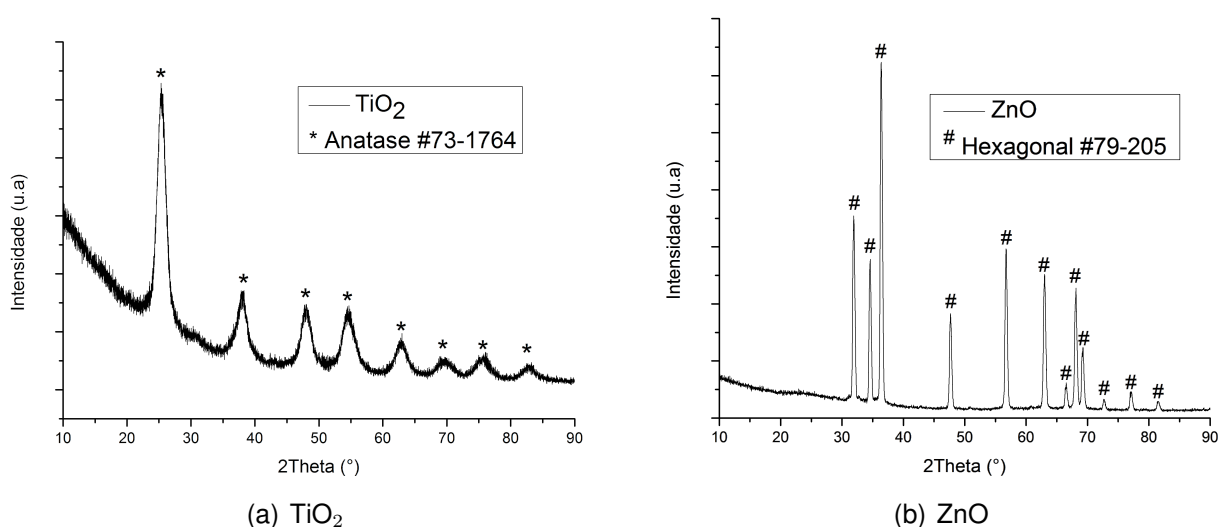 TiO2
* Anatase #73-1764
*
*
*
*
*
*
*
*
Intensidade (u.a)
10 20 30 40 50 60 70 80 90
2Theta (°)
(a) TiO2
ZnO
# Hexagonal #79-205
#
#
#
#
#
#
#
#
#
#
#
#
Intensidade (u.a)
10 20 30 40 50 60 70 80 90
2Theta (°)
(b) ZnO